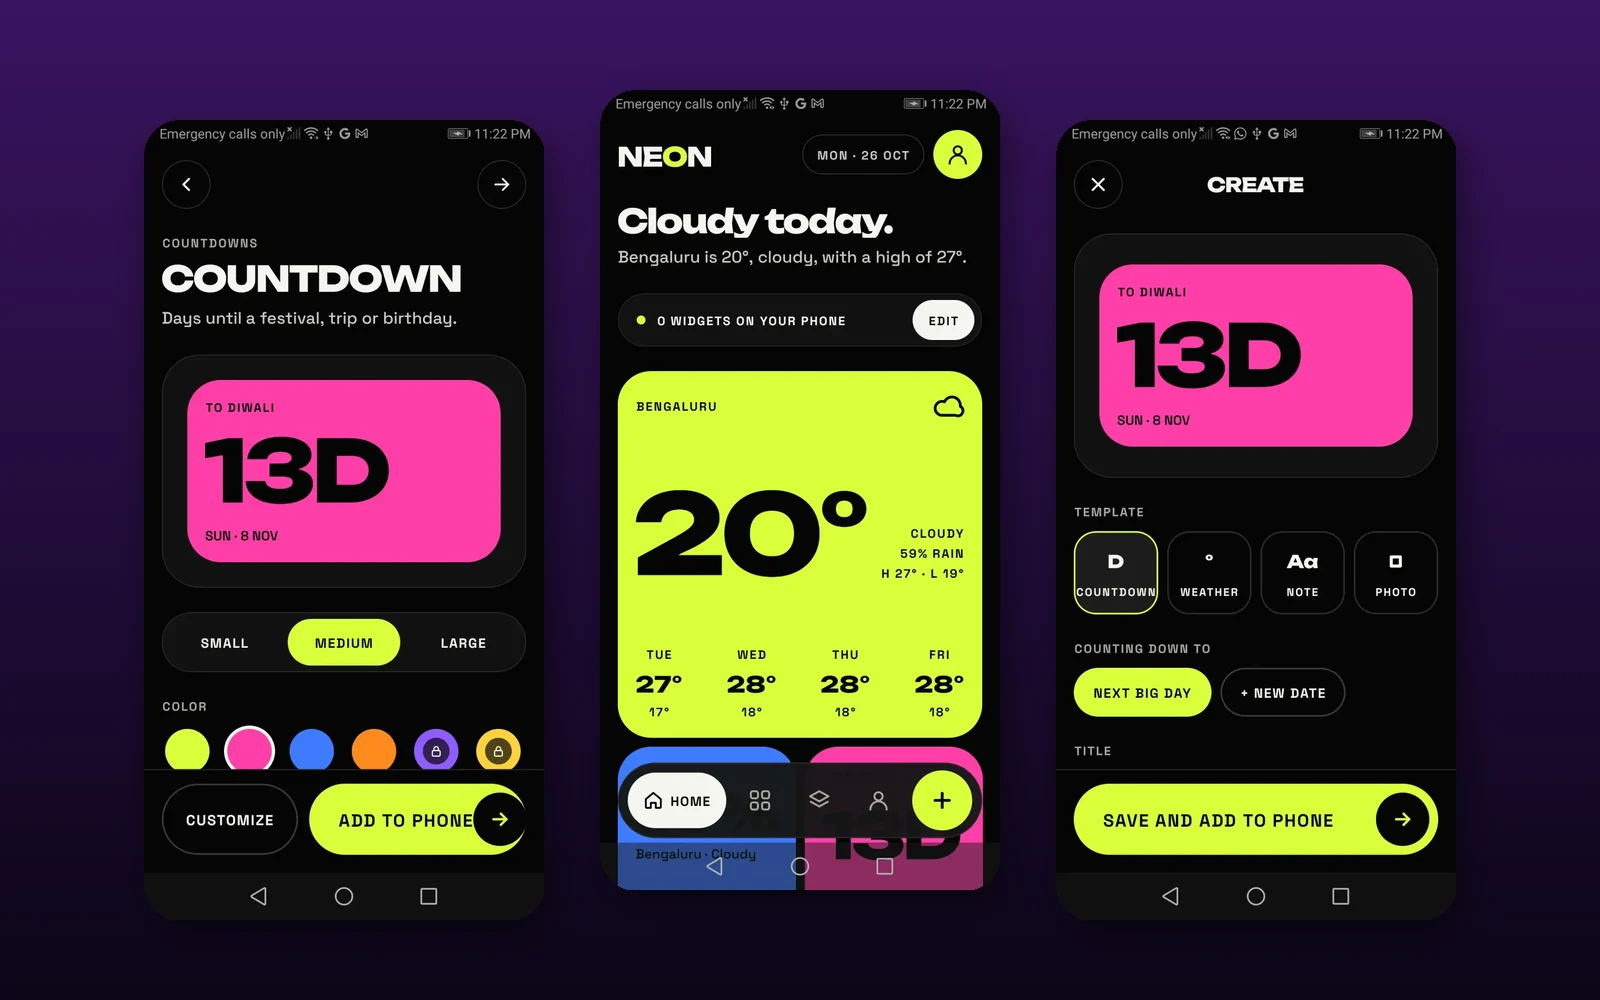 Emergency calls only
11:22 PM
COUNTDOWNS
COUNTDOWN
Days until a festival, trip or birthday.
TO DIWALI
13D
SUN · 8 NOV
SMALL
MEDIUM
LARGE
COLOR
CUSTOMIZE
ADD TO PHONE
Emergency calls only
11:22 PM
NEON
MON · 26 OCT
Cloudy today.
Bengaluru is 20°, cloudy, with a high of 27°.
0 WIDGETS ON YOUR PHONE
EDIT
BENGALURU
20°
CLOUDY
59% RAIN
H 27° · L 19°
TUE
WED
THU
FRI
27°
28°
28°
28°
17°
18°
18°
18°
HOME
+
13D
Bengaluru · Cloudy
Emergency calls only
11:22 PM
CREATE
TO DIWALI
13D
SUN · 8 NOV
TEMPLATE
D
°
Aa
COUNTDOWN
WEATHER
NOTE
PHOTO
COUNTING DOWN TO
NEXT BIG DAY
+ NEW DATE
TITLE
SAVE AND ADD TO PHONE